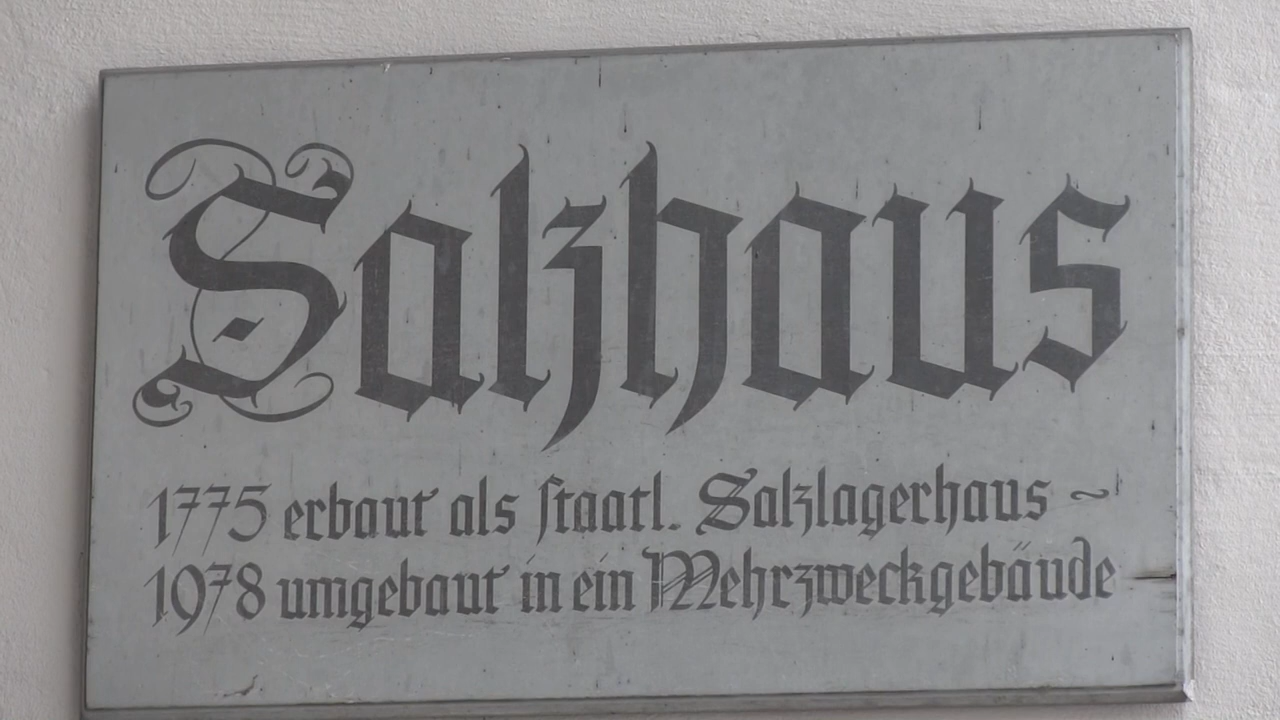 Salzhaus
1775 erbaut als staatl. Salzlagerhaus ~
1978 umgebaut in ein Mehrzweckgebäude